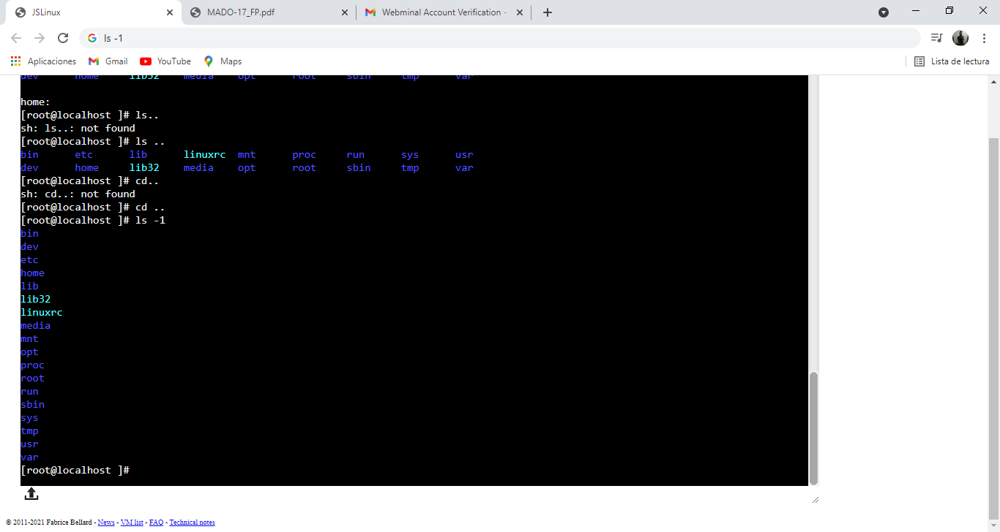 JSLinux
MADO-17_FP.pdf
Webminal Account Verification -
ls -1
Aplicaciones Gmail YouTube Maps Lista de lectura
dev home lib32 media opt root sbin tmp var
home:
[root@localhost ]# ls..
sh: ls..: not found
[root@localhost ]# ls ..
bin etc lib linuxrc mnt proc run sys usr
dev home lib32 media opt root sbin tmp var
[root@localhost ]# cd..
sh: cd..: not found
[root@localhost ]# cd ..
[root@localhost ]# ls -1
bin
dev
etc
home
lib
lib32
linuxrc
media
mnt
opt
proc
root
run
sbin
sys
tmp
usr
var
[root@localhost ]#
© 2011-2021 Fabrice Bellard - News - VM list - FAQ - Technical notes